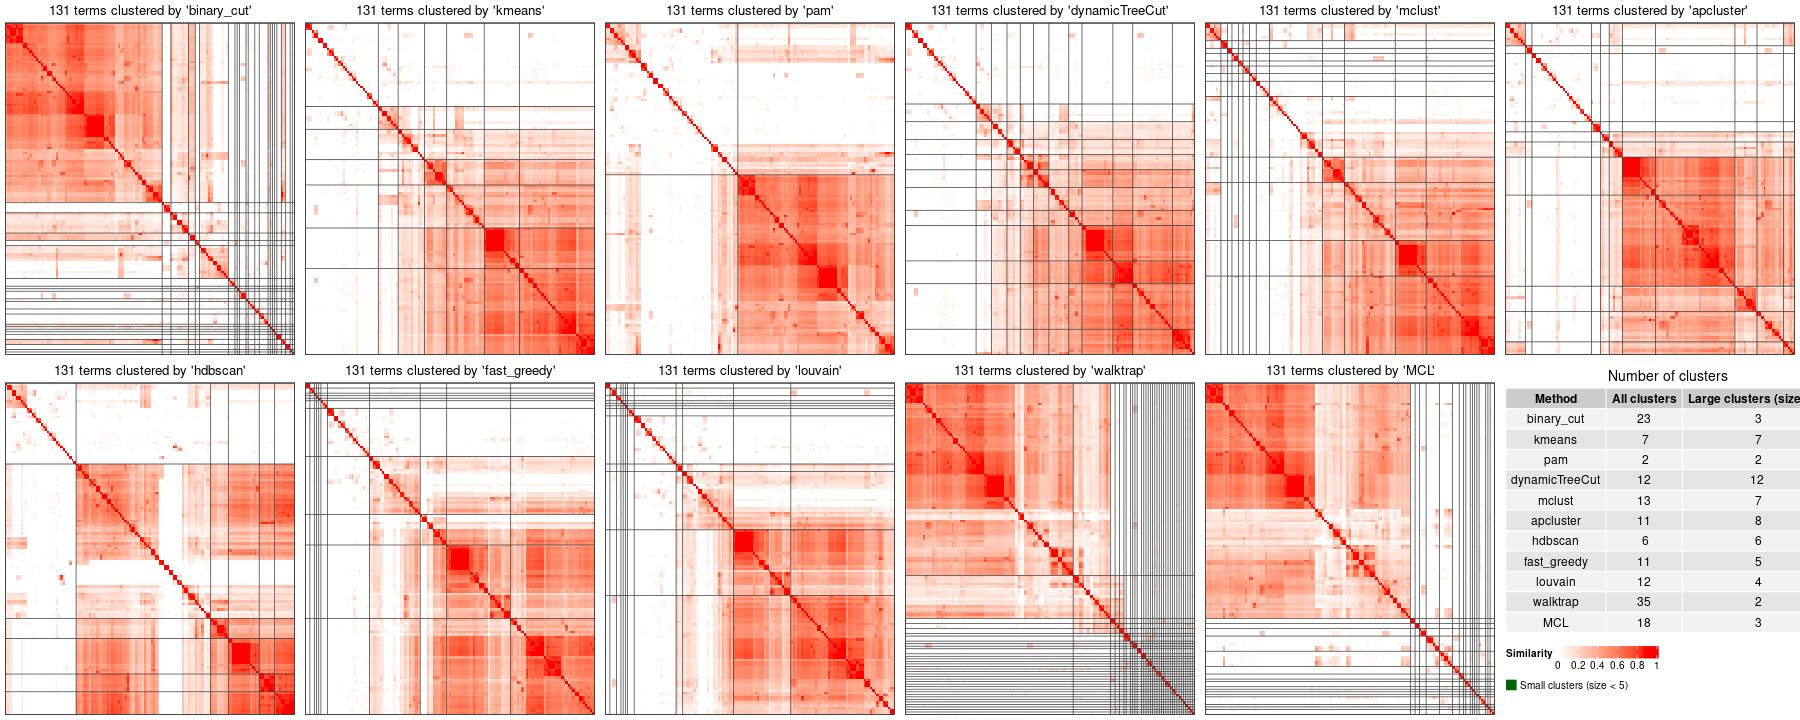 131 terms clustered by 'binary_cut'
131 terms clustered by 'kmeans'
131 terms clustered by 'pam'
131 terms clustered by 'dynamicTreeCut'
131 terms clustered by 'mclust'
131 terms clustered by 'apcluster'
131 terms clustered by 'hdbscan'
131 terms clustered by 'fast_greedy'
131 terms clustered by 'louvain'
131 terms clustered by 'walktrap'
131 terms clustered by 'MCL'
Number of clusters
Method All clusters Large clusters (size
binary_cut 23 3
kmeans 7 7
pam 2 2
dynamicTreeCut 12 12
mclust 13 7
apcluster 11 8
hdbscan 6 6
fast_greedy 11 5
louvain 12 4
walktrap 35 2
MCL 18 3
Similarity
0 0.2 0.4 0.6 0.8 1
Small clusters (size < 5)